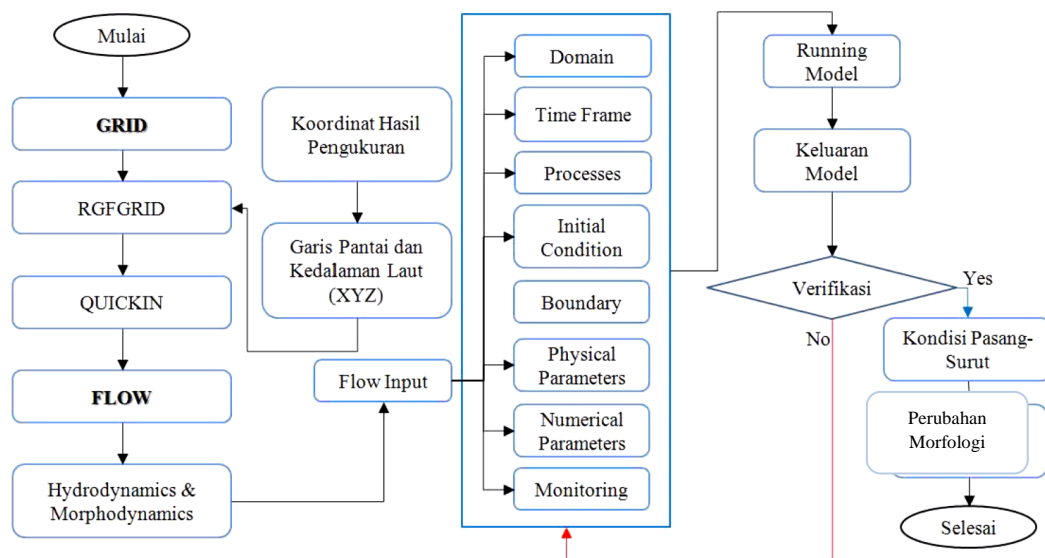 Mulai
GRID
RGFGRID
QUICKIN
FLOW
Hydrodynamics &
Morphodynamics
Koordinat Hasil
Pengukuran
Garis Pantai dan
Kedalaman Laut
(XYZ)
Flow Input
Domain
Time Frame
Processes
Initial
Condition
Boundary
Physical
Parameters
Numerical
Parameters
Monitoring
Running
Model
Keluaran
Model
Verifikasi
Yes
No
Kondisi Pasang-
Surut
Perubahan
Morfologi
Selesai